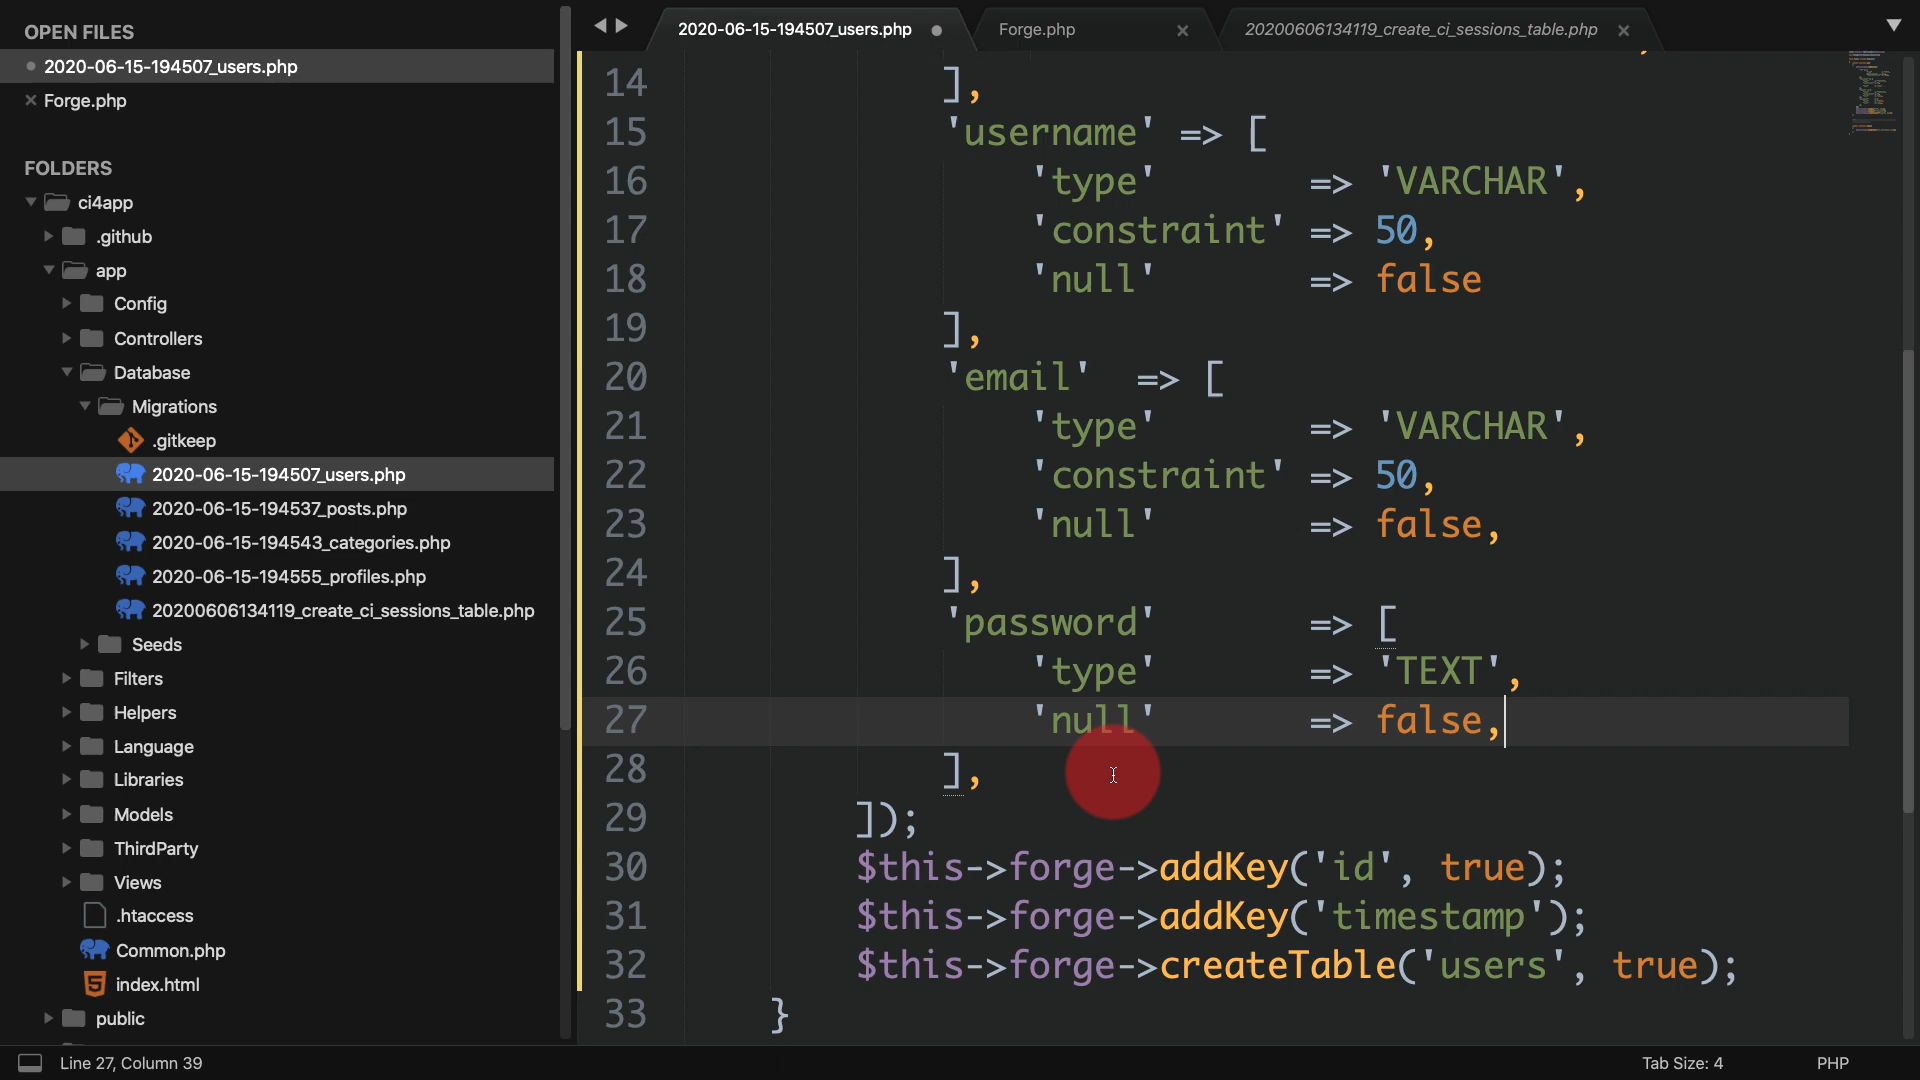 OPEN FILES
2020-06-15-194507_users.php
Forge.php
FOLDERS
ci4app
.github
app
Config
Controllers
Database
Migrations
.gitkeep
2020-06-15-194507_users.php
2020-06-15-194537_posts.php
2020-06-15-194543_categories.php
2020-06-15-194555_profiles.php
20200606134119_create_ci_sessions_table.php
Seeds
Filters
Helpers
Language
Libraries
Models
ThirdParty
Views
.htaccess
Common.php
index.html
public
2020-06-15-194507_users.php
Forge.php
20200606134119_create_ci_sessions_table.php
14 ],
15 'username' => [
16 'type' => 'VARCHAR',
17 'constraint' => 50,
18 'null' => false
19 ],
20 'email' => [
21 'type' => 'VARCHAR',
22 'constraint' => 50,
23 'null' => false,
24 ],
25 'password' => [
26 'type' => 'TEXT',
27 'null' => false,
28 ],
29 ]);
30 $this->forge->addKey('id', true);
31 $this->forge->addKey('timestamp');
32 $this->forge->createTable('users', true);
33 }
Line 27, Column 39
Tab Size: 4
PHP